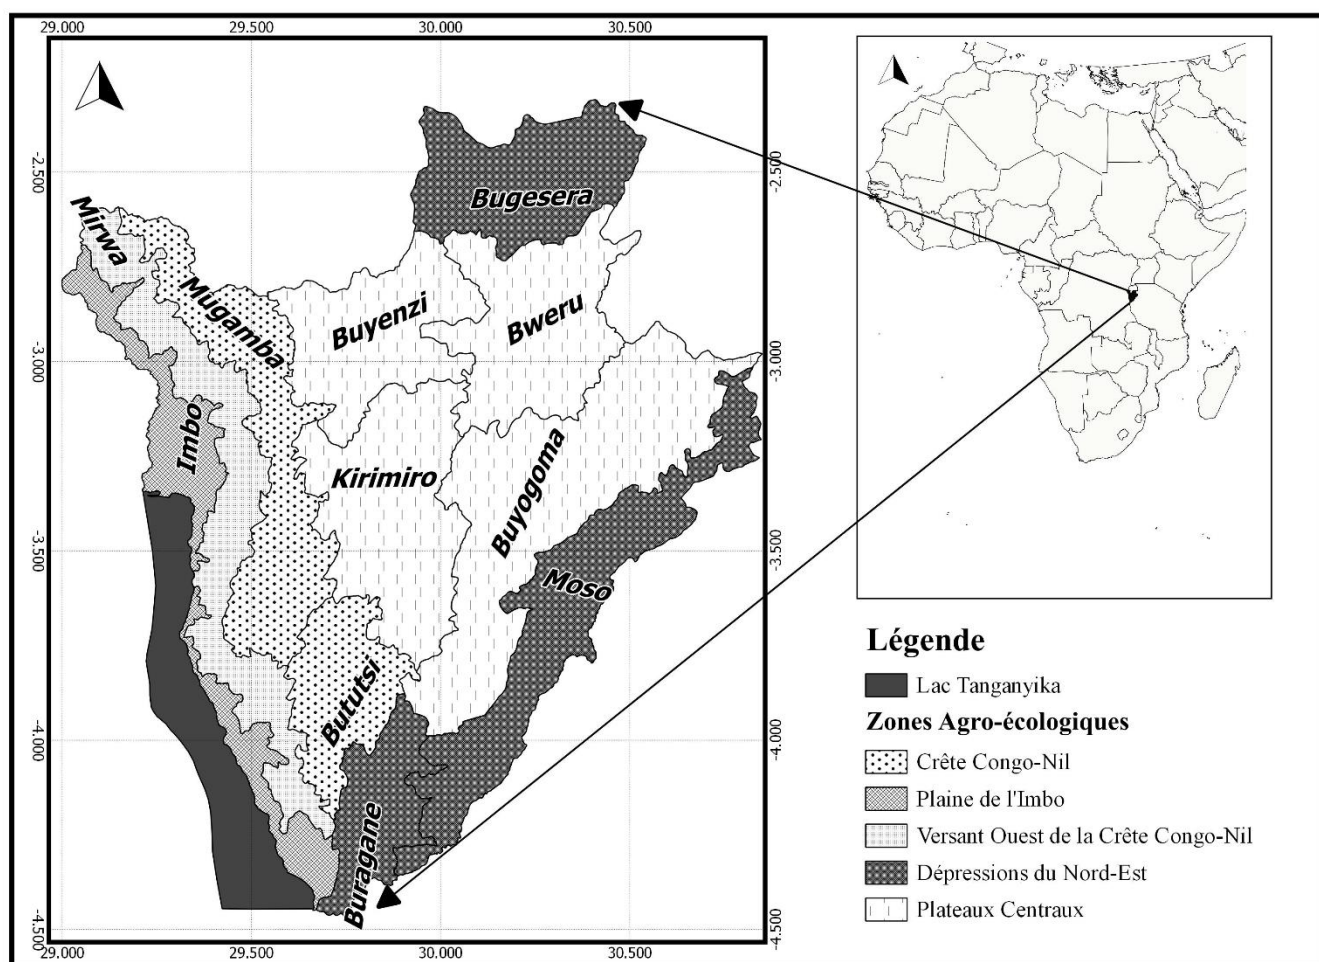 29.000
29.500
30.000
30.500
-2.500
-2.500
Bugesera
Mirwa
Mugamba
Buyenzi
Bweru
-3.000
-3.000
Imbo
Kirimiro
Buyogoma
-3.500
-3.500
Moso
Bututsi
-4.000
-4.000
Buragane
-4.500
-4.500
29.000
29.500
30.000
30.500
Légende
Lac Tanganyika
Zones Agro-écologiques
Crête Congo-Nil
Plaine de l'Imbo
Versant Ouest de la Crête Congo-Nil
Dépressions du Nord-Est
Plateaux Centraux